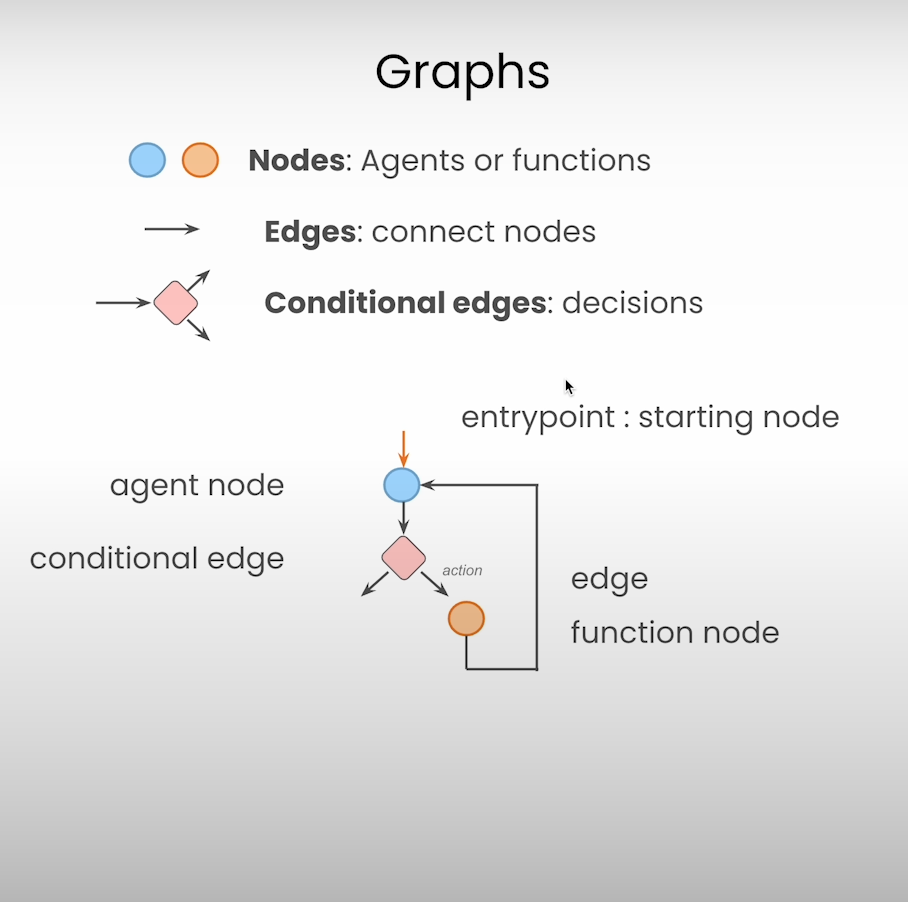 Graphs
Nodes: Agents or functions
Edges: connect nodes
Conditional edges: decisions
entrypoint : starting node
agent node
conditional edge
action
edge
function node